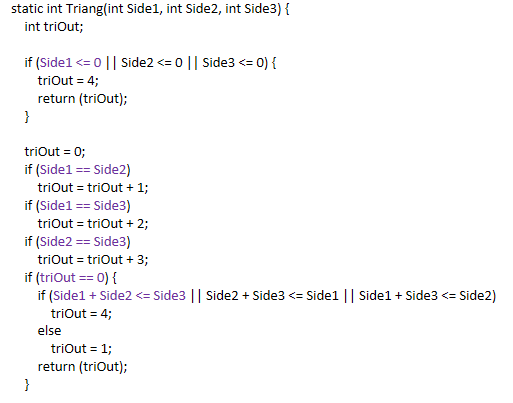 static int Triang(int Side1, int Side2, int Side3) {
int triOut;
if (Side1 <= 0 || Side2 <= 0 || Side3 <= 0) {
triOut = 4;
return (triOut);
}
triOut = 0;
if (Side1 == Side2)
triOut = triOut + 1;
if (Side1 == Side3)
triOut = triOut + 2;
if (Side2 == Side3)
triOut = triOut + 3;
if (triOut == 0) {
if (Side1 + Side2 <= Side3 || Side2 + Side3 <= Side1 || Side1 + Side3 <= Side2)
triOut = 4;
else
triOut = 1;
return (triOut);
}